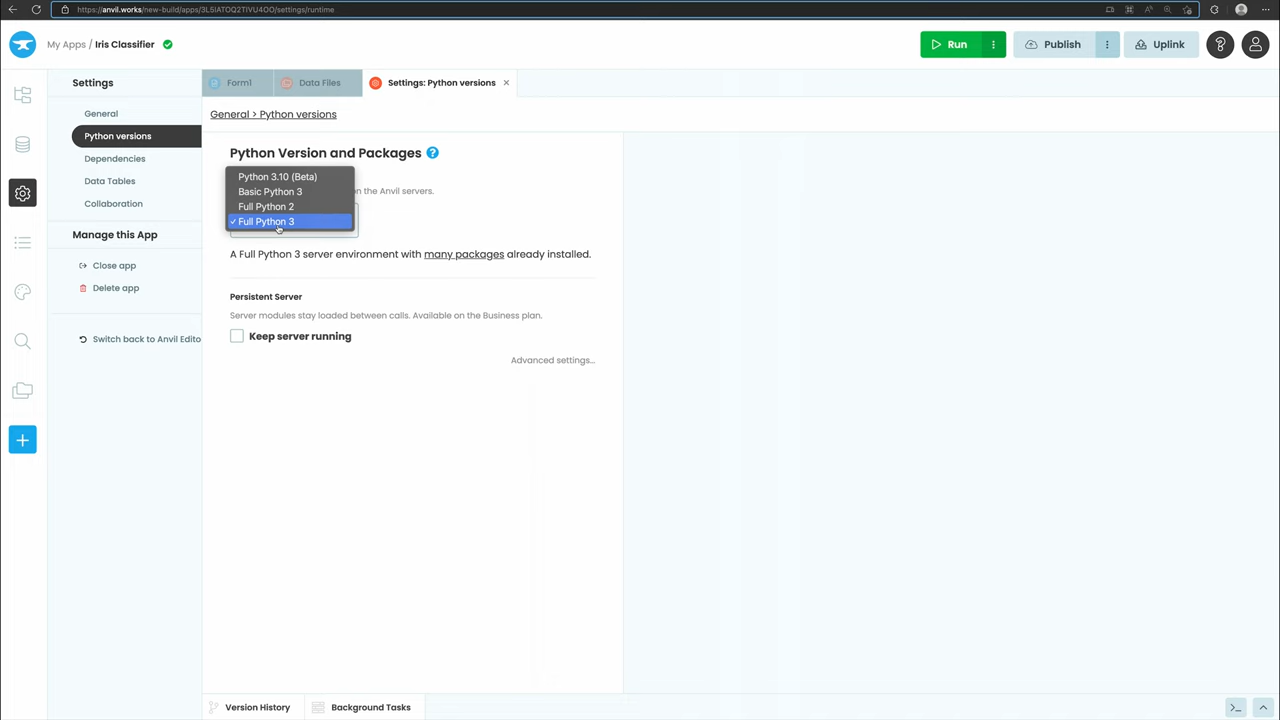 https://anvil.works/new-build/apps/3L5IATOQ2TIVU4OO/settings/runtime
My Apps / Iris Classifier
Run
Publish
Uplink
Settings
Form1
Data Files
Settings: Python versions
General
General > Python versions
Python versions
Python Version and Packages
Dependencies
Python 3.10 (Beta)
Data Tables
Basic Python 3
on the Anvil servers.
Collaboration
Full Python 2
Full Python 3
Manage this App
A Full Python 3 server environment with many packages already installed.
Close app
Delete app
Persistent Server
Server modules stay loaded between calls. Available on the Business plan.
Keep server running
Switch back to Anvil Edito
Advanced settings...
Version History
Background Tasks